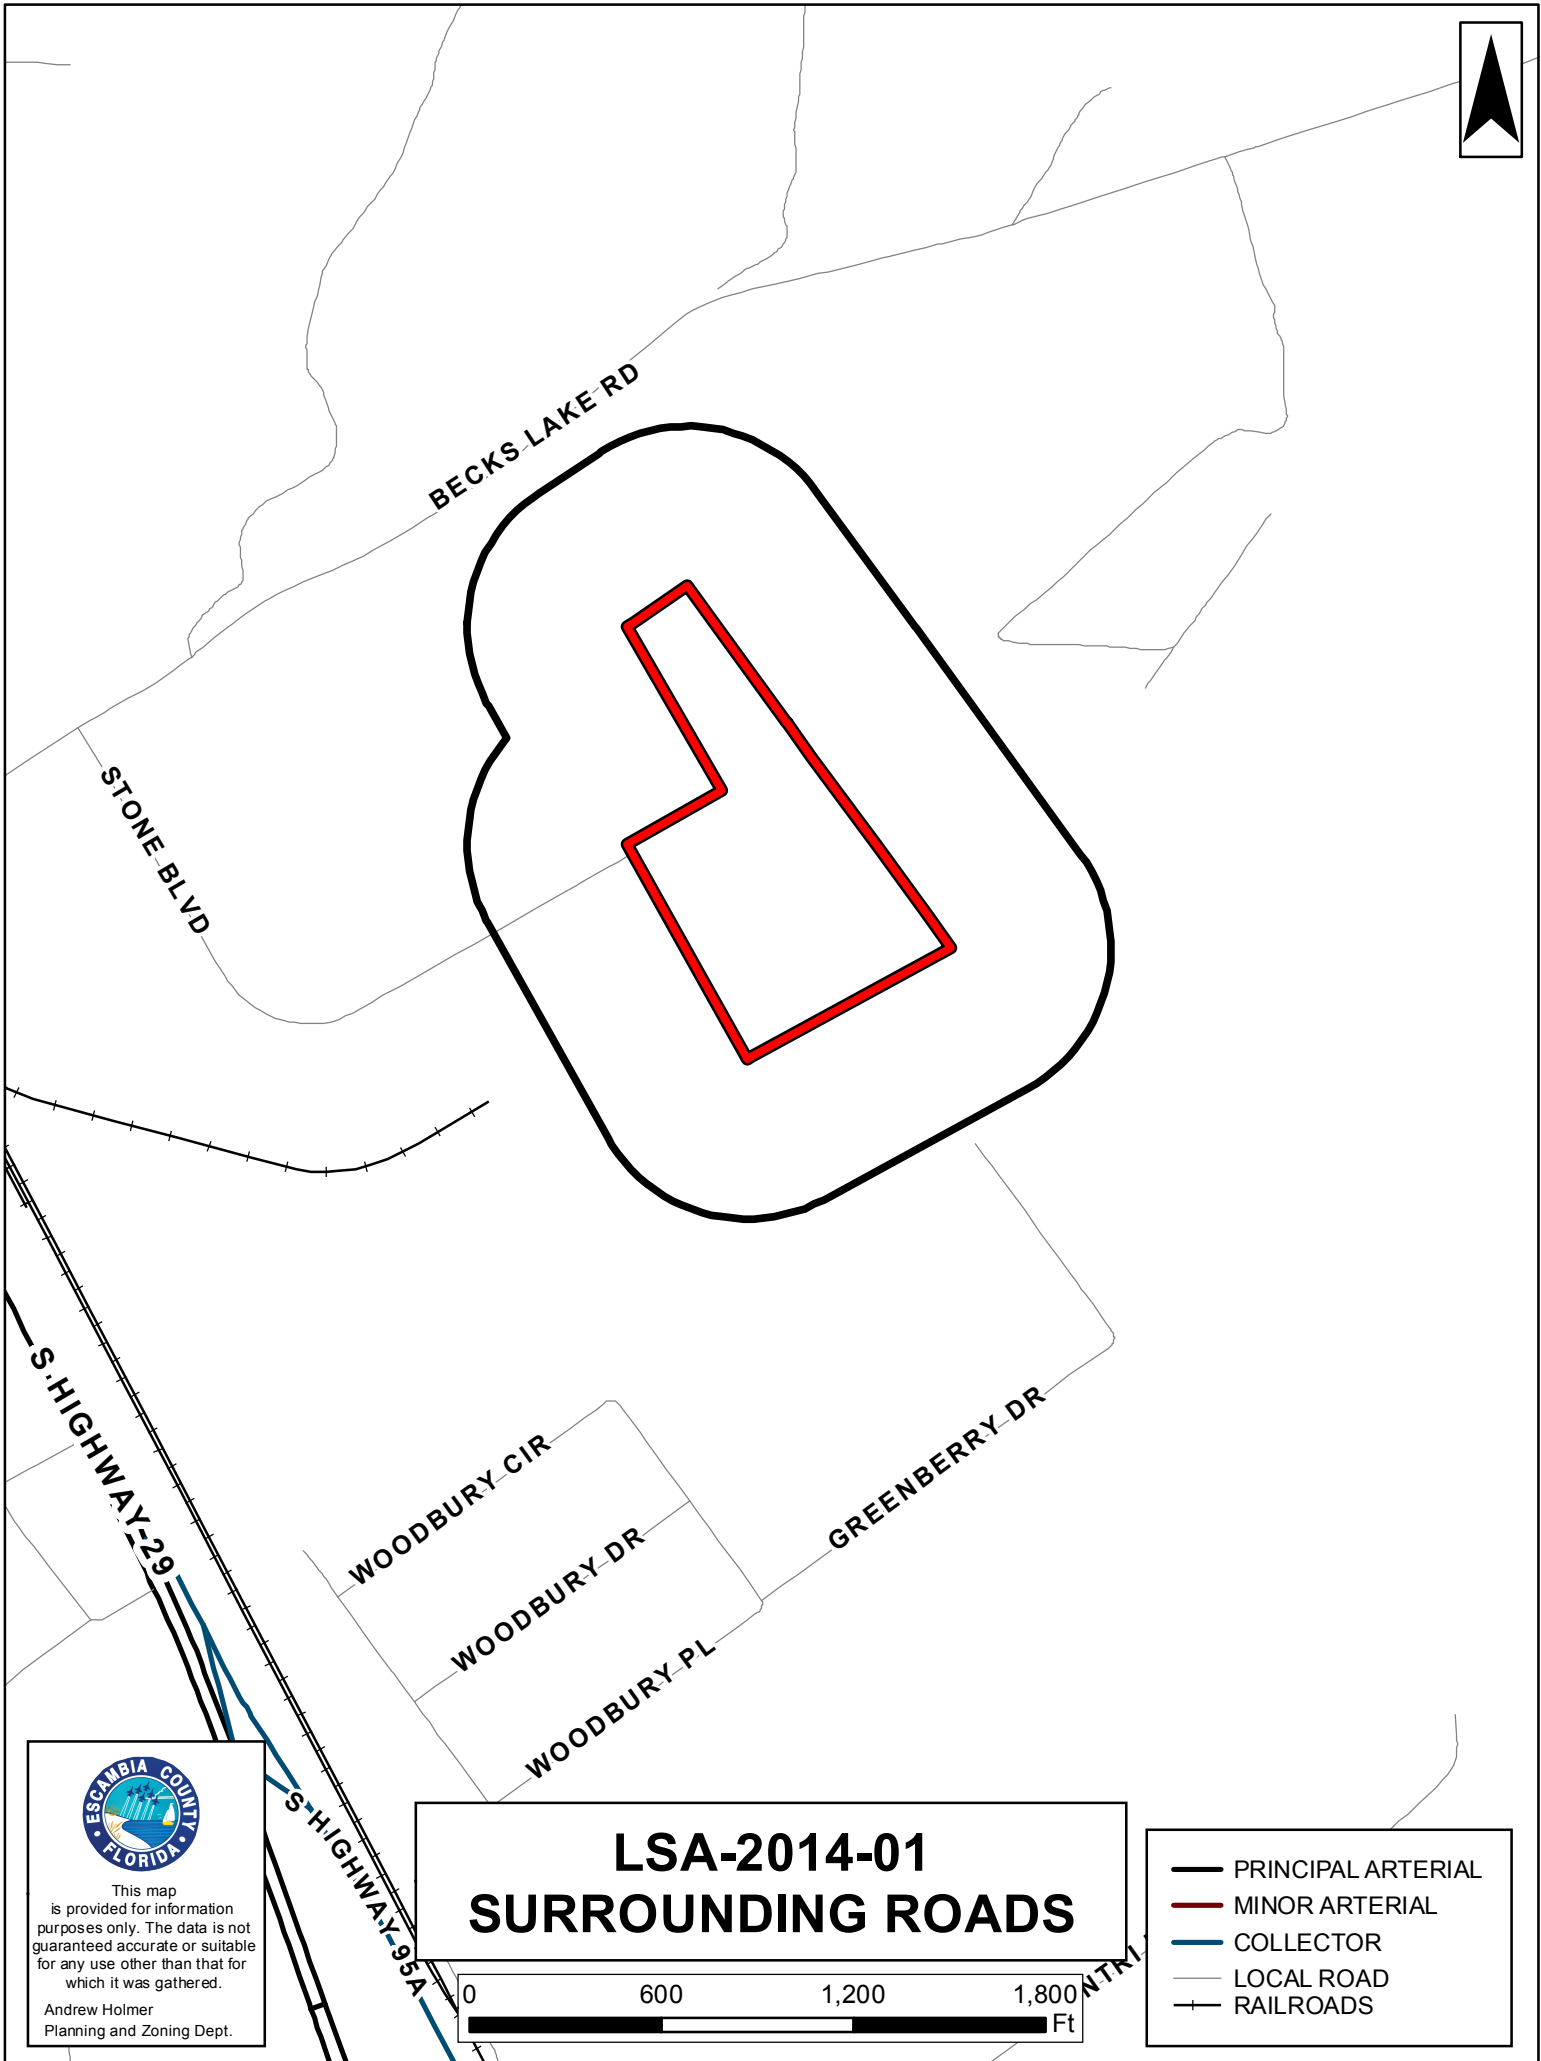 BECKS LAKE RD
STONE BLVD
S HIGHWAY 29
WOODBURY CIR
WOODBURY DR
GREENBERRY DR
WOODBURY PL
S HIGHWAY 95A
ESCAMBIA COUNTY
FLORIDA
This map
is provided for information
purposes only. The data is not
guaranteed accurate or suitable
for any use other than that for
which it was gathered.
Andrew Holmer
Planning and Zoning Dept.
LSA-2014-01
SURROUNDING ROADS
0 600 1,200 1,800
Ft
PRINCIPAL ARTERIAL
MINOR ARTERIAL
COLLECTOR
LOCAL ROAD
RAILROADS